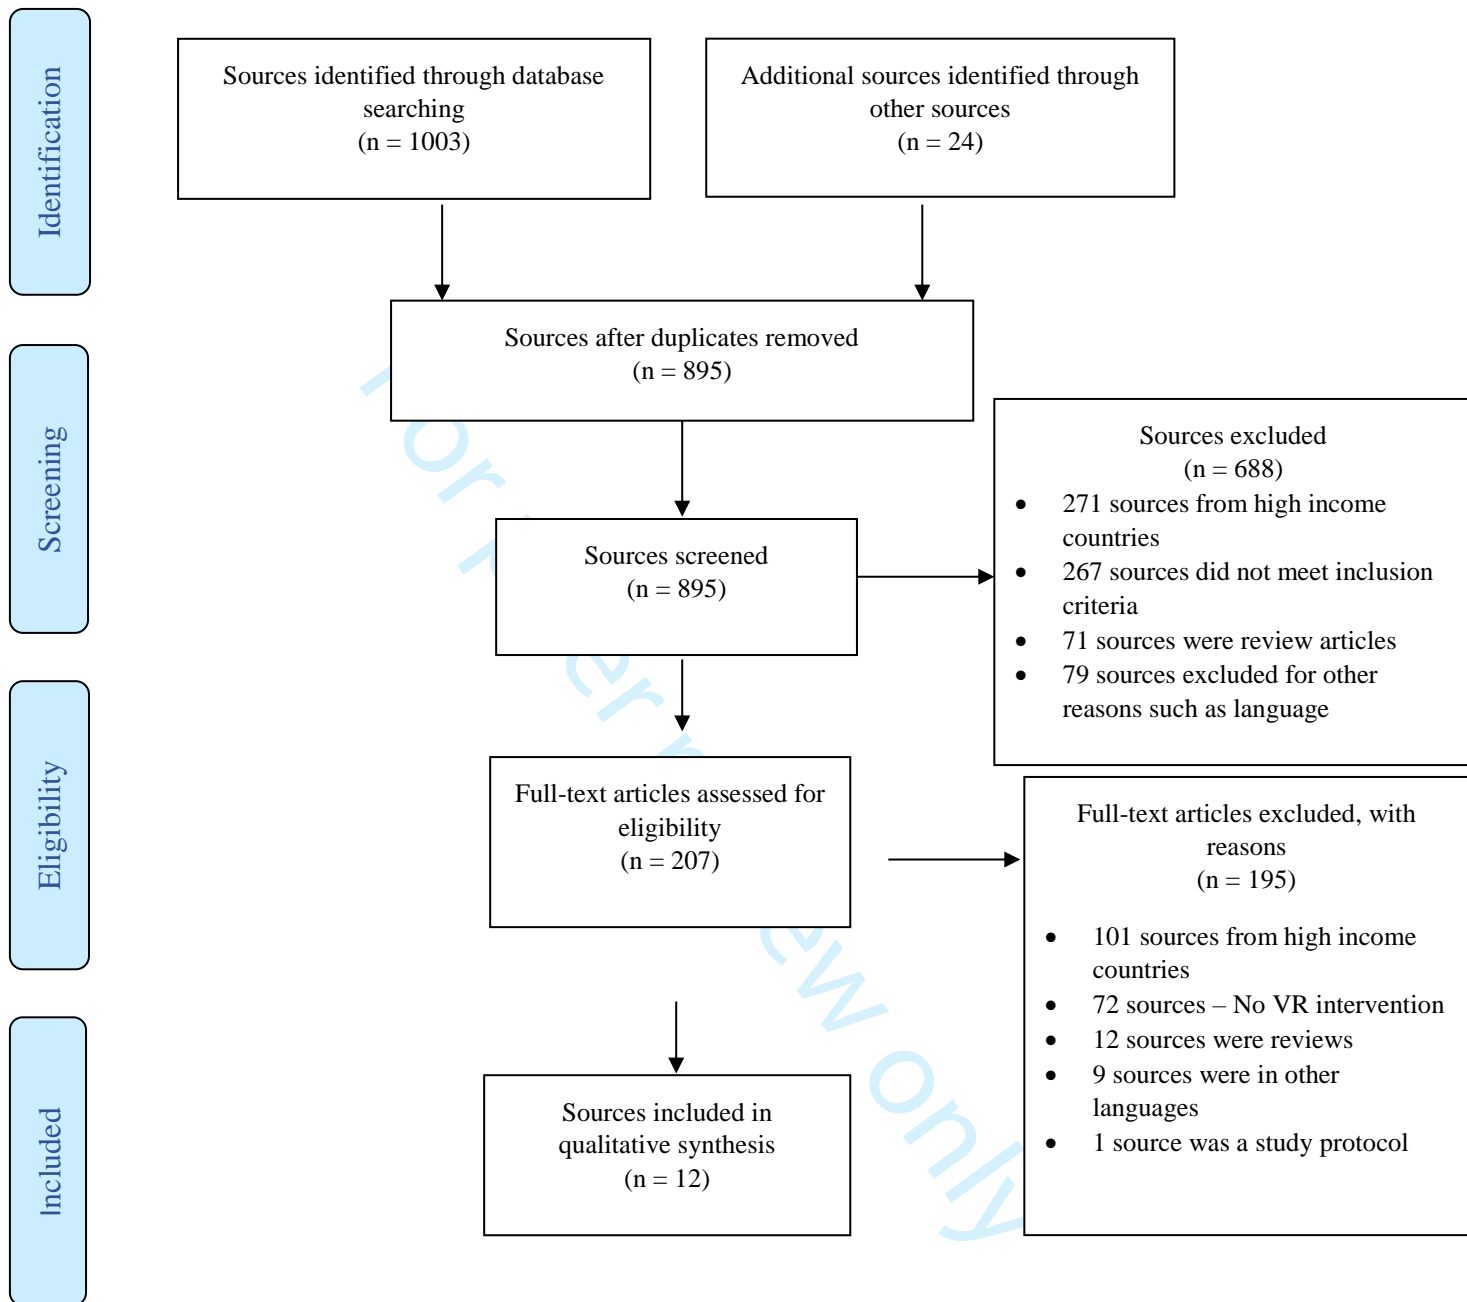 Identification
Sources identified through database
searching
(n = 1003)
Additional sources identified through
other sources
(n = 24)
Sources after duplicates removed
(n = 895)
Screening
Sources screened
(n = 895)
Sources excluded
(n = 688)
• 271 sources from high income
countries
• 267 sources did not meet inclusion
criteria
• 71 sources were review articles
• 79 sources excluded for other
reasons such as language
Eligibility
Full-text articles assessed for
eligibility
(n = 207)
Full-text articles excluded, with
reasons
(n = 195)
• 101 sources from high income
countries
• 72 sources – No VR intervention
• 12 sources were reviews
• 9 sources were in other
languages
• 1 source was a study protocol
Included
Sources included in
qualitative synthesis
(n = 12)